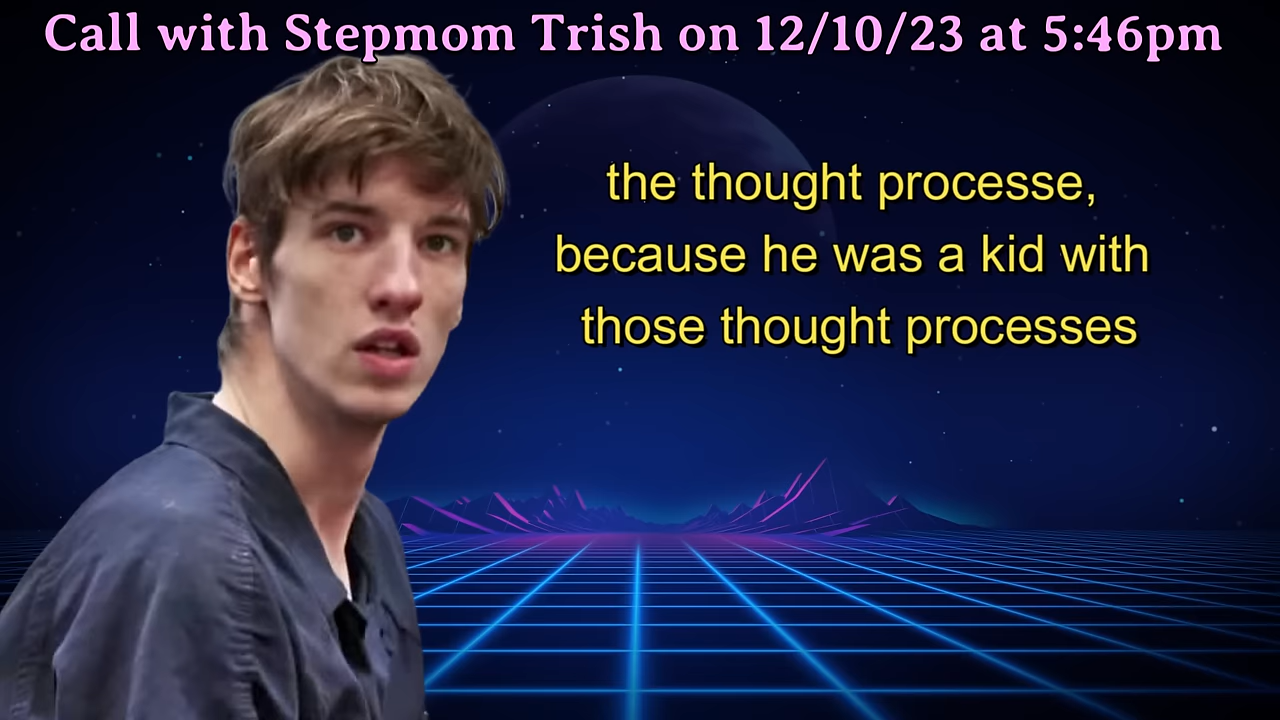 Call with Stepmom Trish on 12/10/23 at 5:46pm
the thought processe,
because he was a kid with
those thought processes